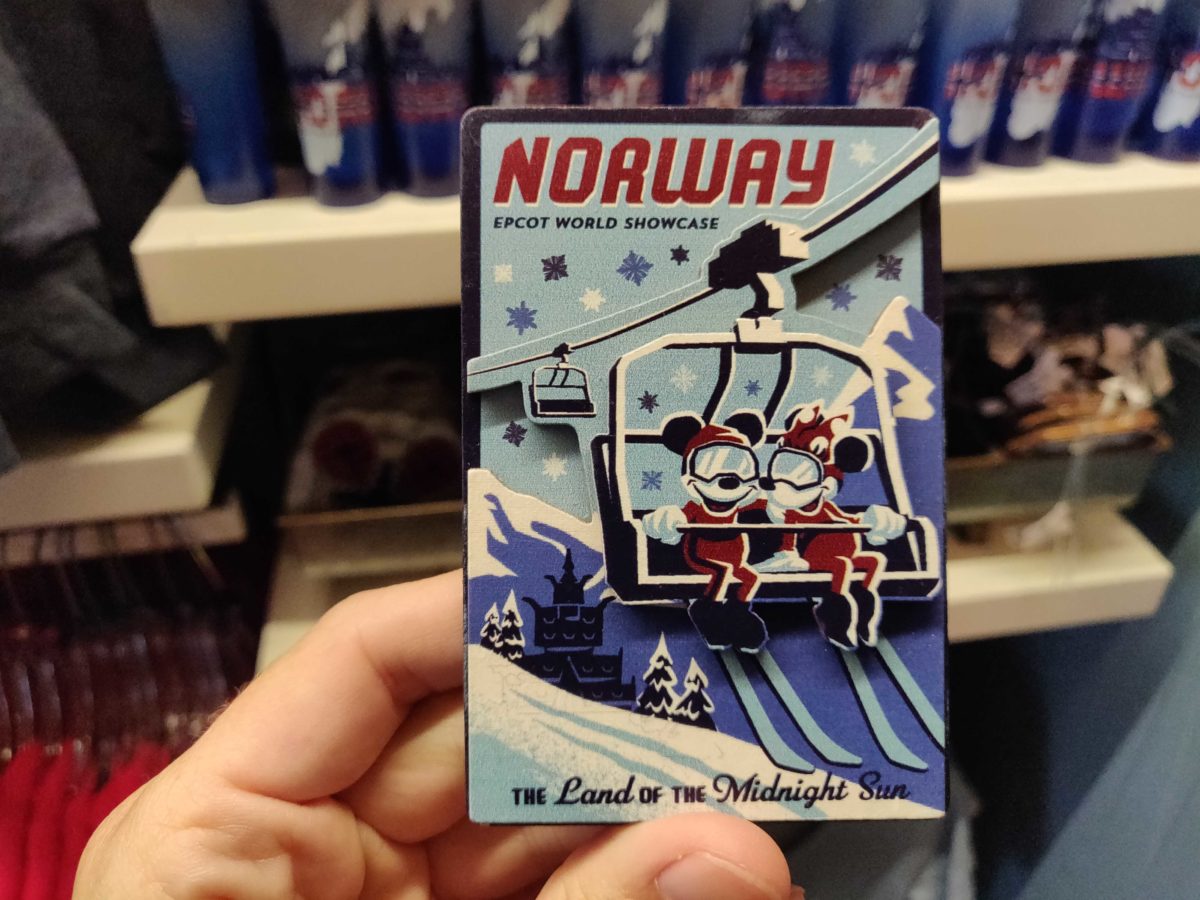 NORWAY
EPCOT WORLD SHOWCASE
THE Land OF THE Midnight Sun